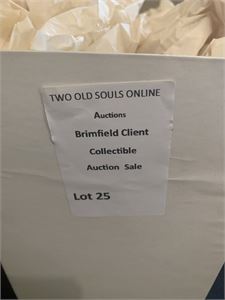 TWO OLD SOULS ONLINE
Auctions
Brimfield Client
Collectible
Auction Sale
Lot 25